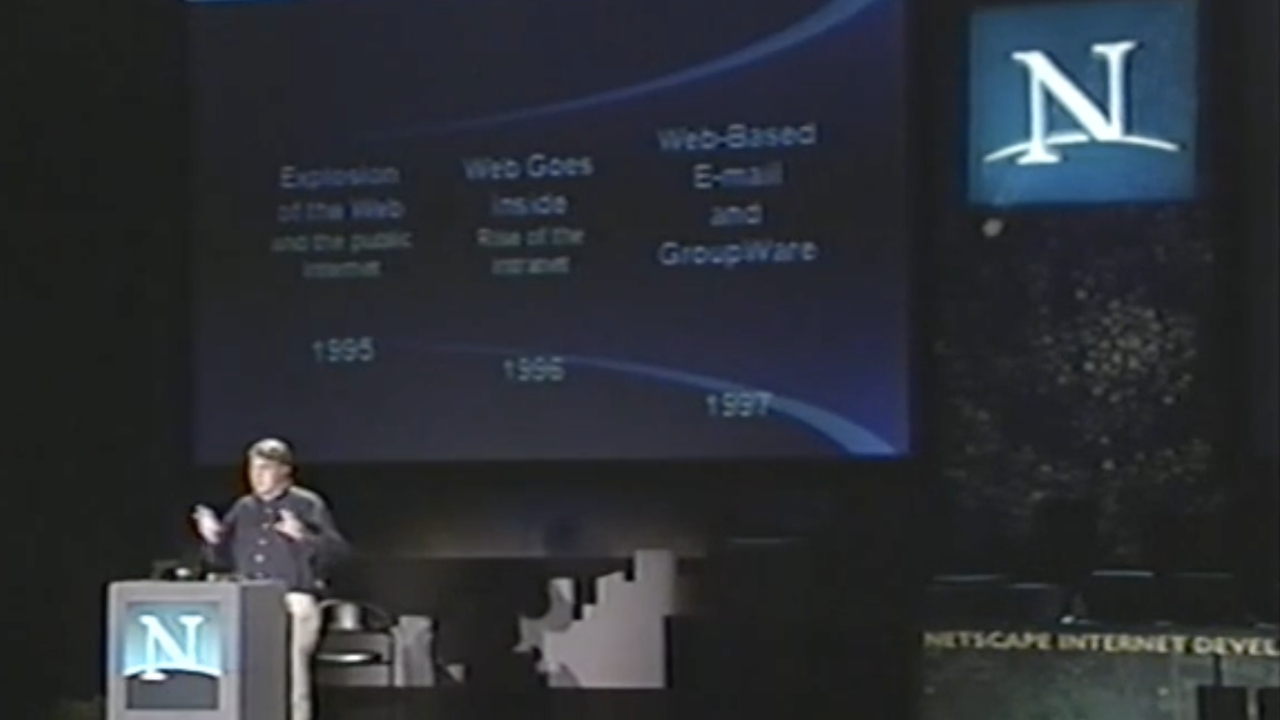 Explosion
of the Web
and the public
Internet
1995
Web Goes
Inside
Rise of the
Intranet
1996
Web-Based
E-mail
and
GroupWare
1997
N
N
NETSCAPE INTERNET DEVEL